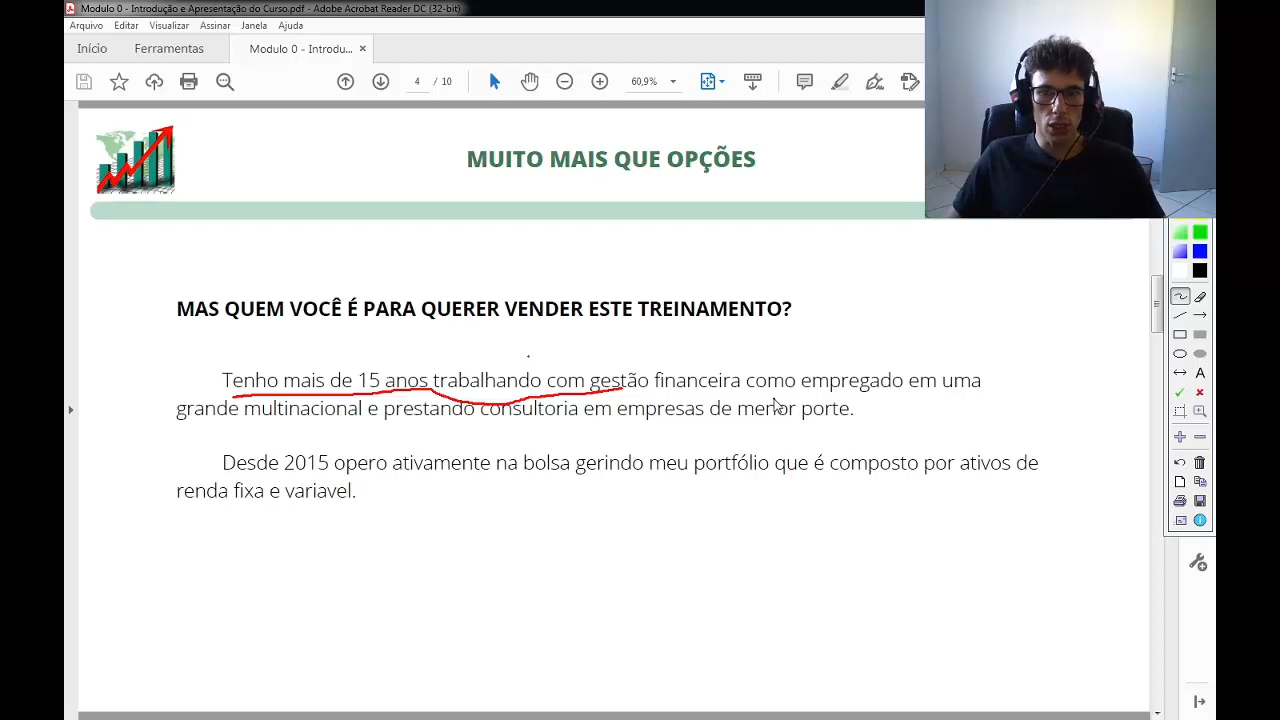 Modulo 0 - Introdução e Apresentação do Curso.pdf - Adobe Acrobat Reader DC (32-bit)
Arquivo Editar Visualizar Assinar Janela Ajuda
Início Ferramentas Modulo 0 - Introdu... ×
4 / 10 60,9%
MUITO MAIS QUE OPÇÕES
MAS QUEM VOCÊ É PARA QUERER VENDER ESTE TREINAMENTO?
Tenho mais de 15 anos trabalhando com gestão financeira como empregado em uma
grande multinacional e prestando consultoria em empresas de menor porte.
Desde 2015 opero ativamente na bolsa gerindo meu portfólio que é composto por ativos de
renda fixa e variavel.
A